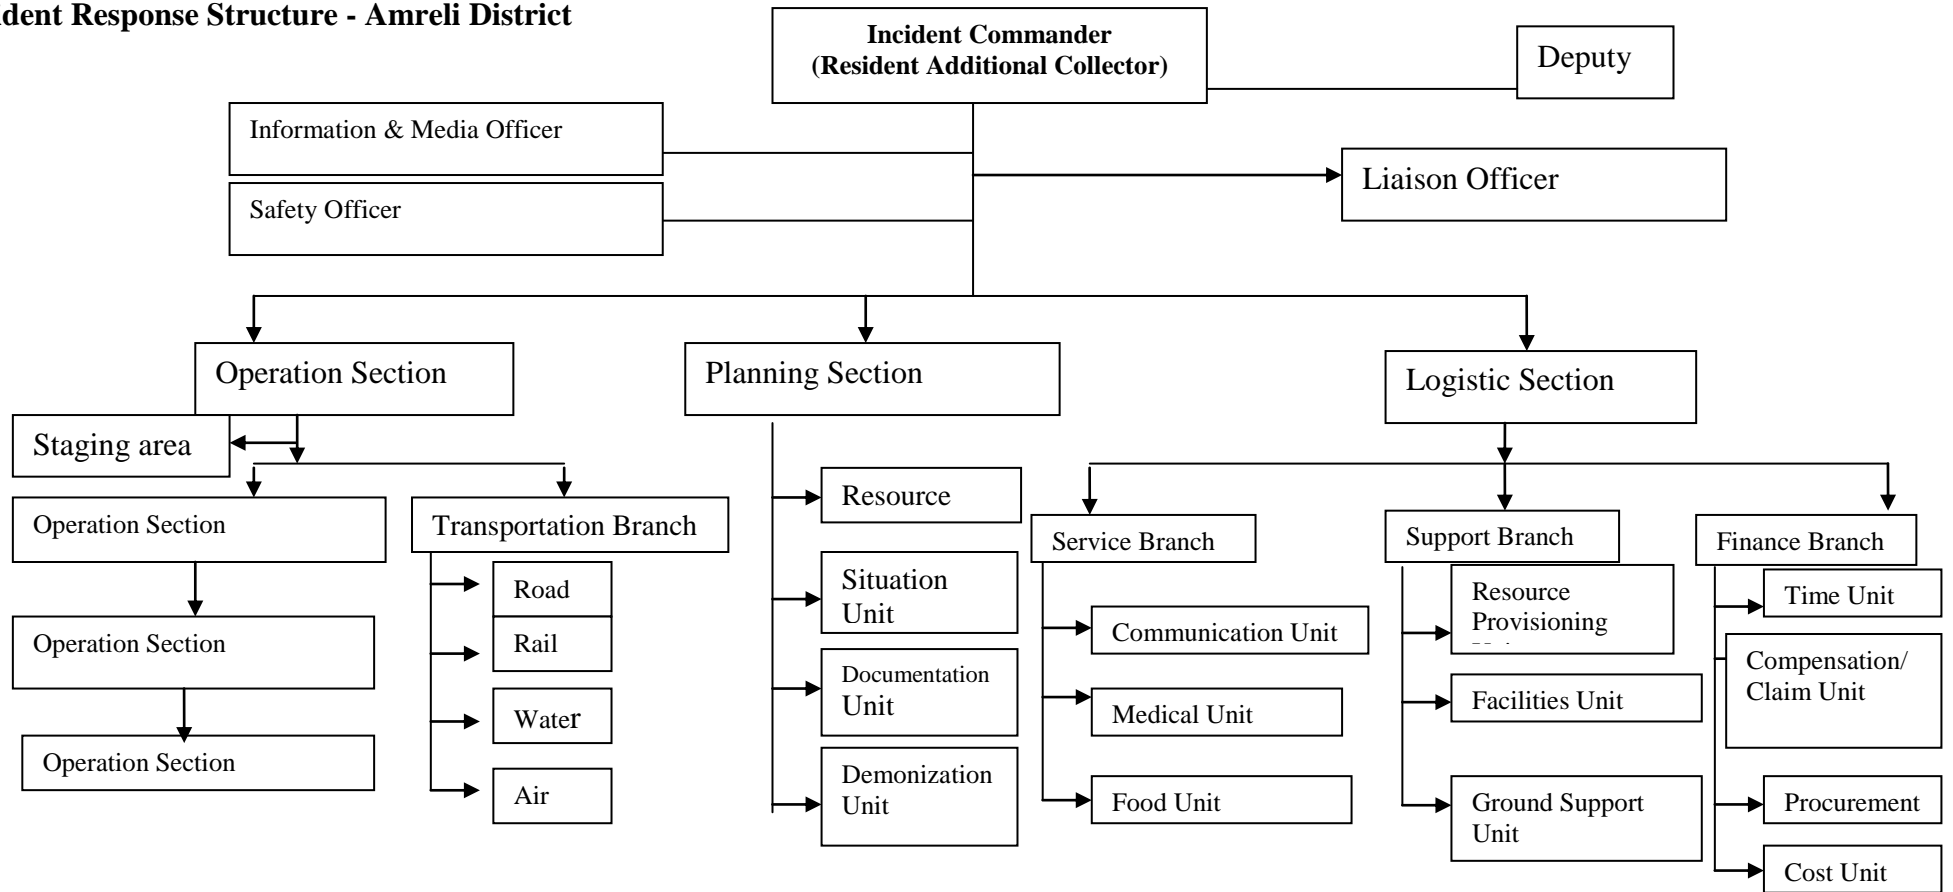 ident Response Structure - Amreli District
Incident Commander
(Resident Additional Collector)
Deputy
Information & Media Officer
Liaison Officer
Safety Officer
Operation Section
Planning Section
Logistic Section
Staging area
Operation Section
Transportation Branch
Road
Rail
Water
Air
Operation Section
Operation Section
Resource
Situation
Unit
Documentation
Unit
Demonization
Unit
Service Branch
Communication Unit
Medical Unit
Food Unit
Support Branch
Resource
Provisioning
Facilities Unit
Ground Support
Unit
Finance Branch
Time Unit
Compensation/
Claim Unit
Procurement
Cost Unit